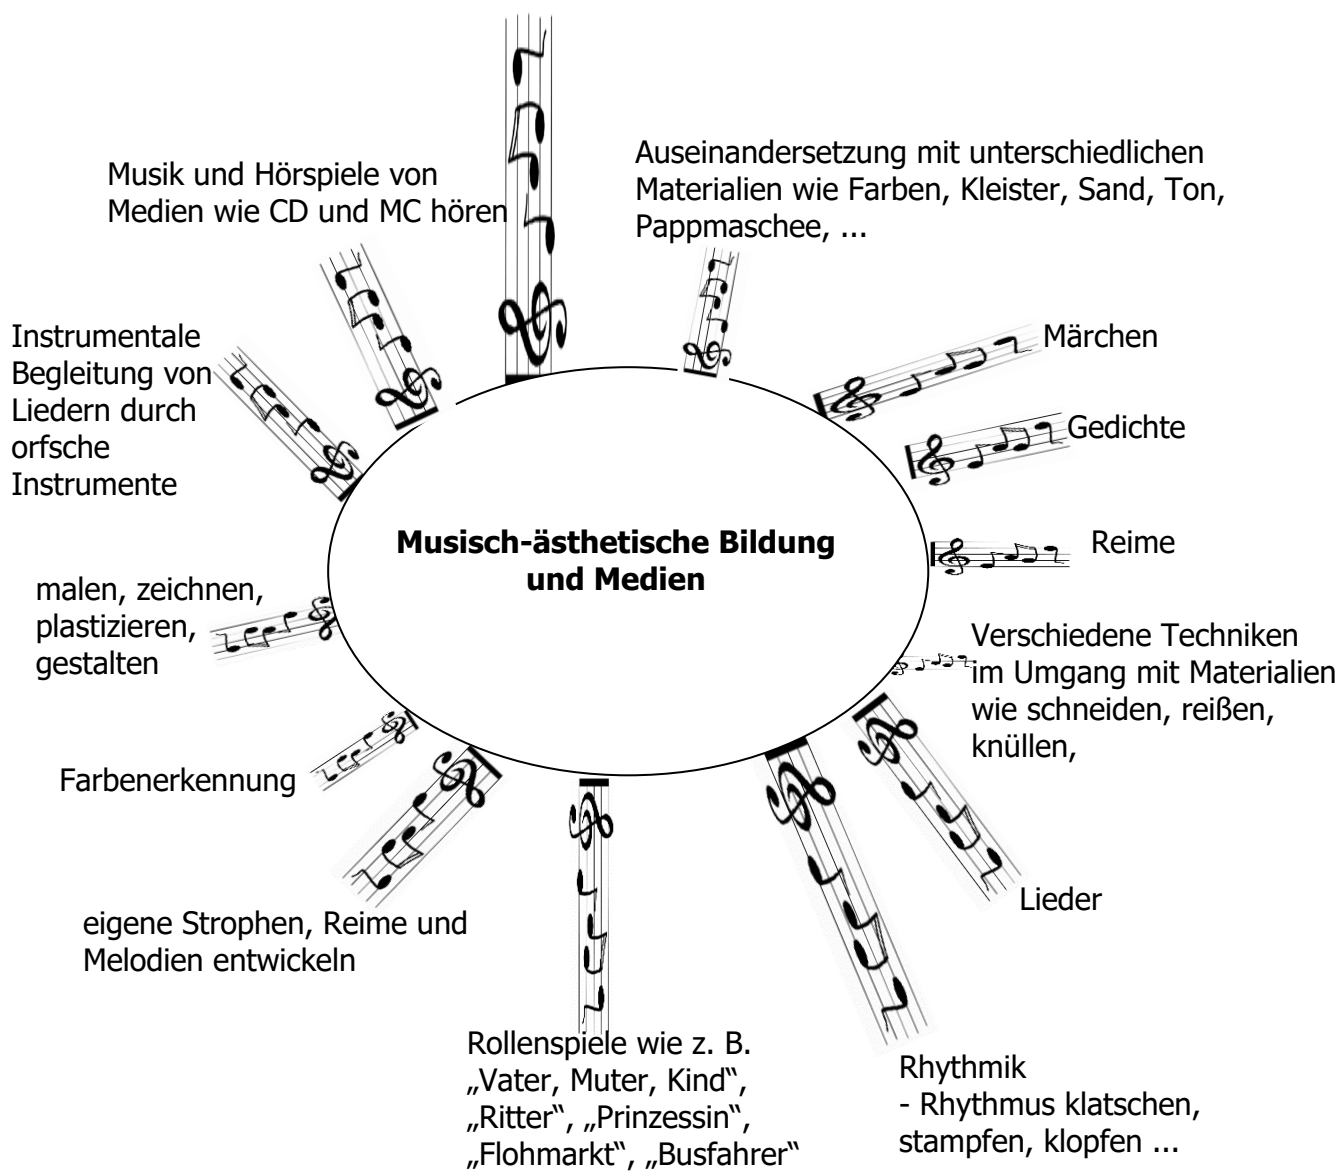 Musik und Hörspiele von
Medien wie CD und MC hören
Auseinandersetzung mit unterschiedlichen
Materialien wie Farben, Kleister, Sand, Ton,
Pappmaschee, ...
Instrumentale
Begleitung von
Liedern durch
orfsche
Instrumente
Märchen
Gedichte
Musisch-ästhetische Bildung
und Medien
Reime
malen, zeichnen,
plastizieren,
gestalten
Verschiedene Techniken
im Umgang mit Materialien
wie schneiden, reißen,
knüllen,
Farbenerkennung
Lieder
eigene Strophen, Reime und
Melodien entwickeln
Rollenspiele wie z. B.
„Vater, Muter, Kind“,
„Ritter“, „Prinzessin“,
„Flohmarkt“, „Busfahrer“
Rhythmik
- Rhythmus klatschen,
stampfen, klopfen ...